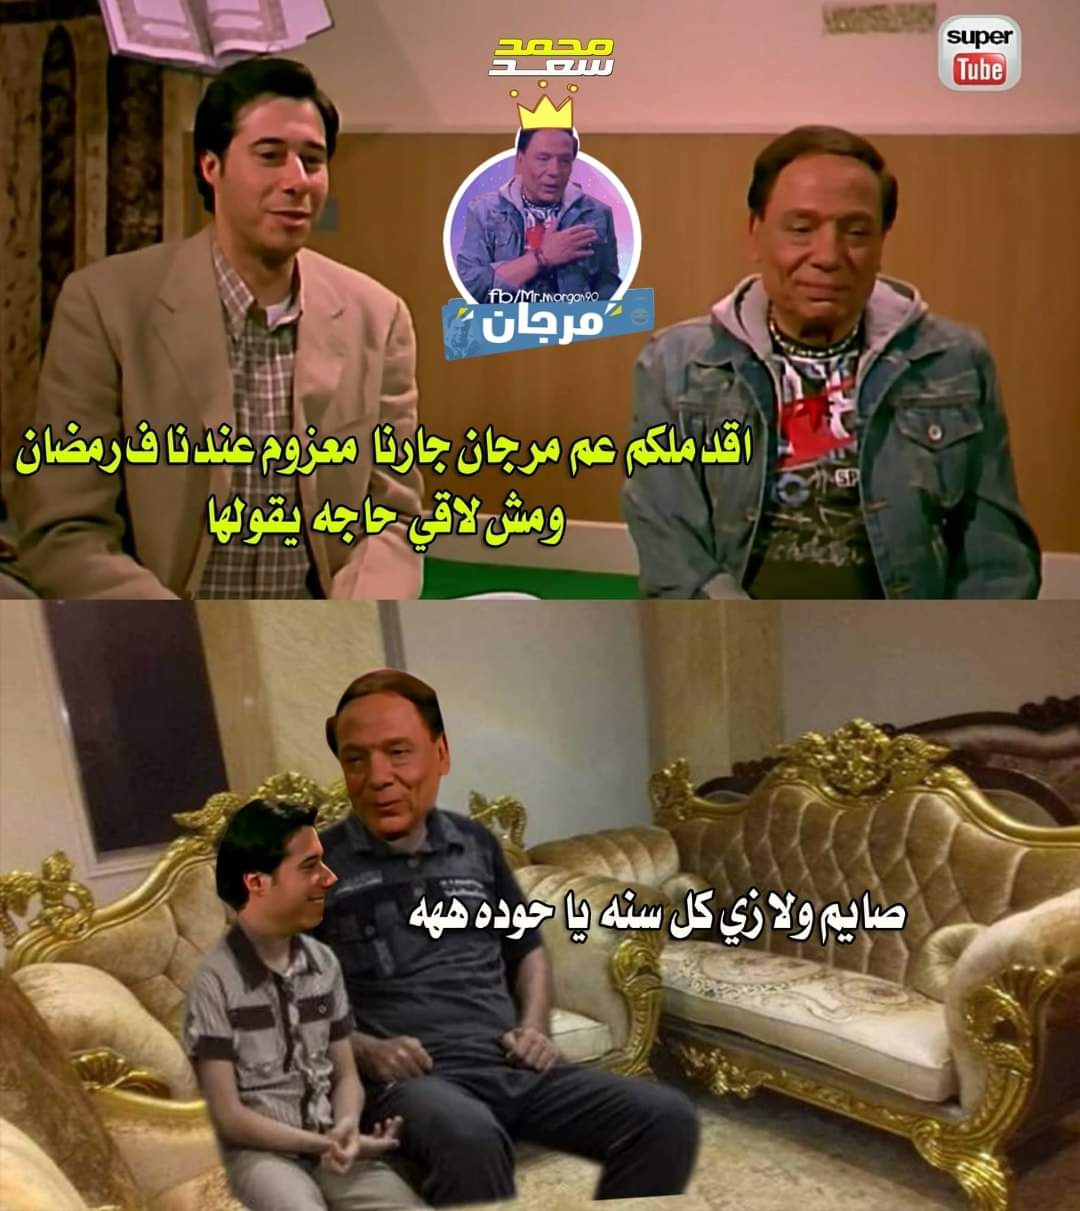 محمد
سعد
super
Tube
fb/Mr.morgan90
"مرجان"
اقدملكم عم مرجان جارنا معزوم عندنا ف رمضان
ومش لاقي حاجه يقولها
صايم ولا زي كل سنه يا حوده ههه